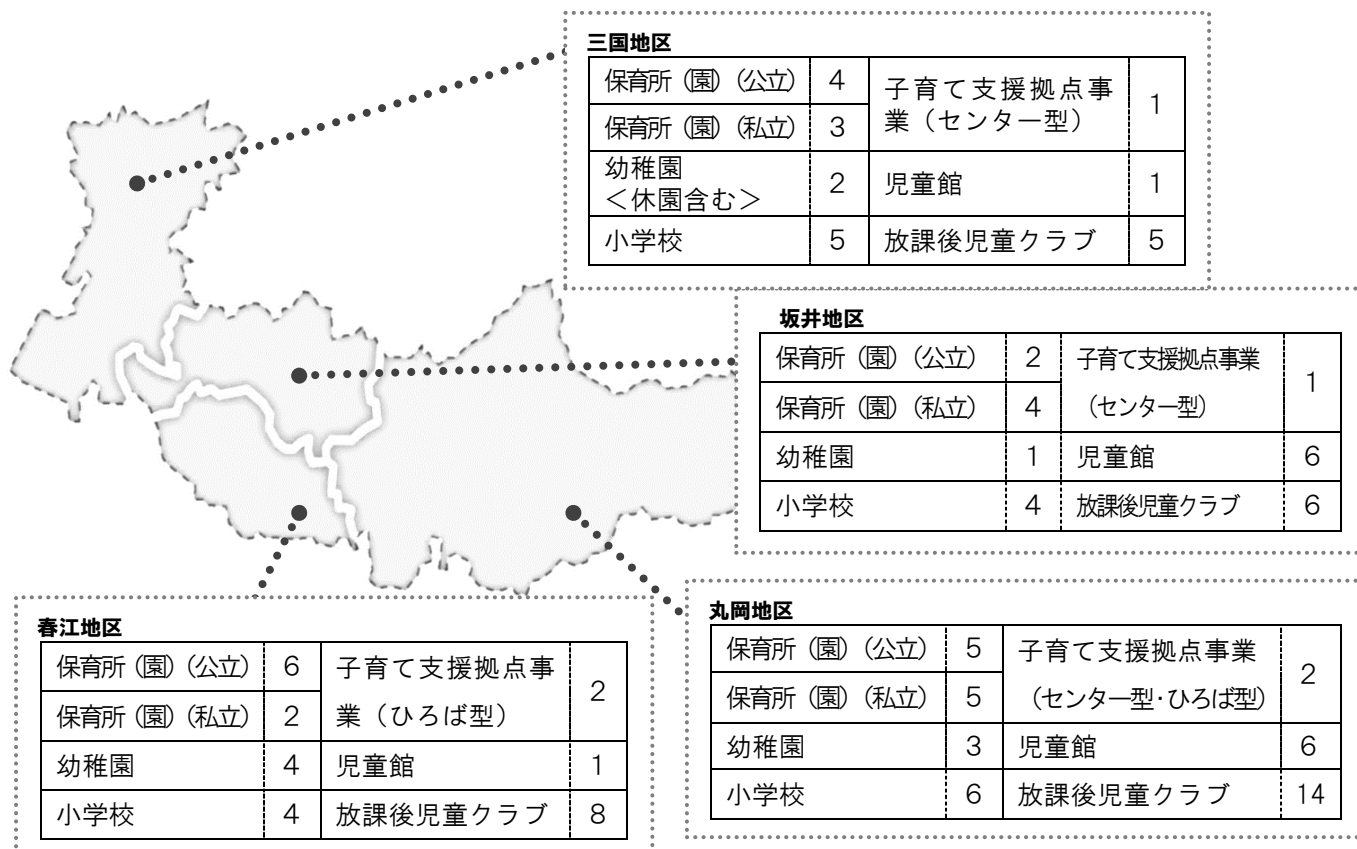 三国地区
保育所（園）（公立） 4 子育て支援拠点事業（センター型） 1
保育所（園）（私立） 3
幼稚園
＜休園含む＞ 2 児童館 1
小学校 5 放課後児童クラブ 5
坂井地区
保育所（園）（公立） 2 子育て支援拠点事業 1
保育所（園）（私立） 4 （センター型）
幼稚園 1 児童館 6
小学校 4 放課後児童クラブ 6
春江地区
保育所（園）（公立） 6 子育て支援拠点事 2
保育所（園）（私立） 2 業（ひろば型）
幼稚園 4 児童館 1
小学校 4 放課後児童クラブ 8
丸岡地区
保育所（園）（公立） 5 子育て支援拠点事業 2
保育所（園）（私立） 5 （センター型・ひろば型）
幼稚園 3 児童館 6
小学校 6 放課後児童クラブ 14